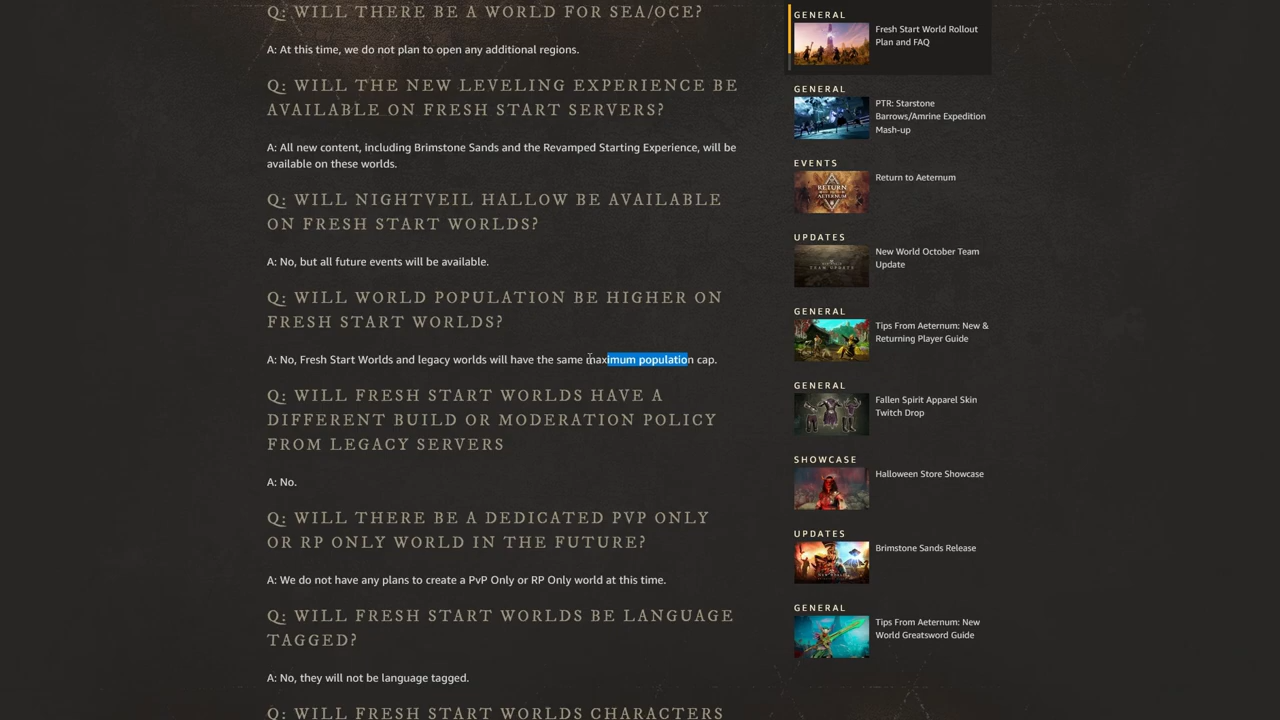 Q: WILL THERE BE A WORLD FOR SEA/OCE?
A: At this time, we do not plan to open any additional regions.
Q: WILL THE NEW LEVELING EXPERIENCE BE
AVAILABLE ON FRESH START SERVERS?
A: All new content, including Brimstone Sands and the Revamped Starting Experience, will be
available on these worlds.
Q: WILL NIGHTVEIL HALLOW BE AVAILABLE
ON FRESH START WORLDS?
A: No, but all future events will be available.
Q: WILL WORLD POPULATION BE HIGHER ON
FRESH START WORLDS?
A: No, Fresh Start Worlds and legacy worlds will have the same maximum population cap.
Q: WILL FRESH START WORLDS HAVE A
DIFFERENT BUILD OR MODERATION POLICY
FROM LEGACY SERVERS
A: No.
Q: WILL THERE BE A DEDICATED PVP ONLY
OR RP ONLY WORLD IN THE FUTURE?
A: We do not have any plans to create a PvP Only or RP Only world at this time.
Q: WILL FRESH START WORLDS BE LANGUAGE
TAGGED?
A: No, they will not be language tagged.
Q: WILL FRESH START WORLDS CHARACTERS
GENERAL
Fresh Start World Rollout
Plan and FAQ
GENERAL
PTR: Starstone
Barrows/Amrine Expedition
Mash-up
EVENTS
RETURN
TO
AETERNUM
Return to Aeternum
UPDATES
TEAM UPDATE
New World October Team
Update
GENERAL
Tips From Aeternum: New &
Returning Player Guide
GENERAL
Fallen Spirit Apparel Skin
Twitch Drop
SHOWCASE
Halloween Store Showcase
UPDATES
Brimstone Sands Release
GENERAL
Tips From Aeternum: New
World Greatsword Guide